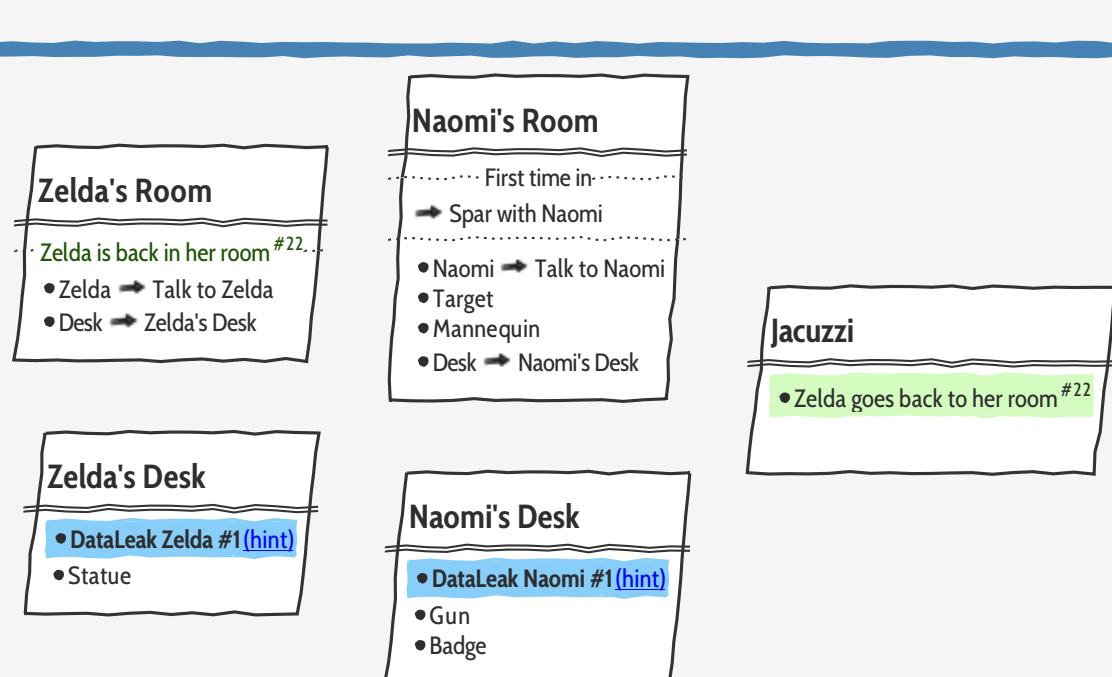 Zelda's Room
Zelda is back in her room #22
Zelda ➡ Talk to Zelda
Desk ➡ Zelda's Desk
Zelda's Desk
DataLeak Zelda #1 (hint)
Statue
Naomi's Room
First time in
➡ Spar with Naomi
Naomi ➡ Talk to Naomi
Target
Mannequin
Desk ➡ Naomi's Desk
Naomi's Desk
DataLeak Naomi #1 (hint)
Gun
Badge
Jacuzzi
Zelda goes back to her room #22